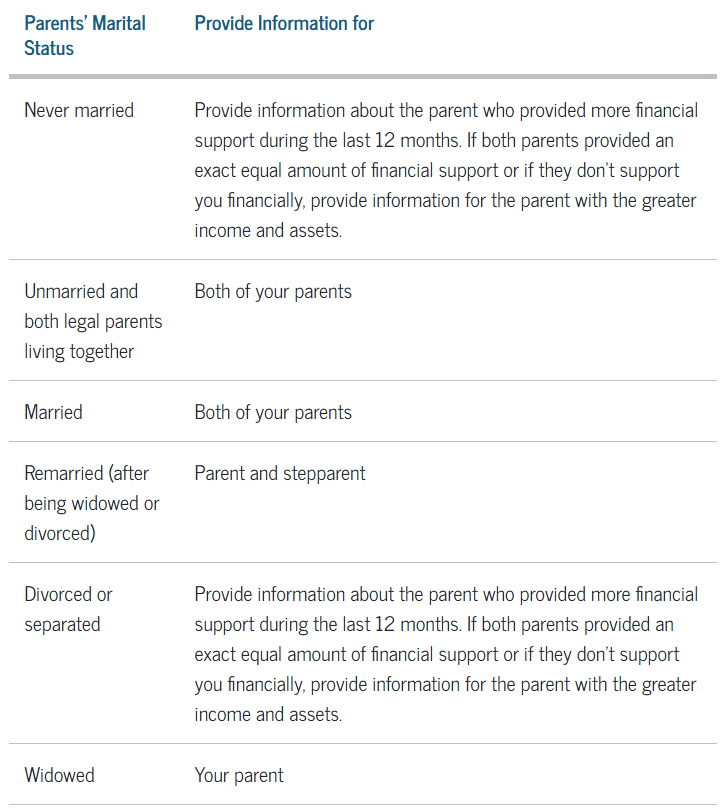 Parents’ Marital Status
Provide Information for
Never married
Provide information about the parent who provided more financial
support during the last 12 months. If both parents provided an
exact equal amount of financial support or if they don’t support
you financially, provide information for the parent with the greater
income and assets.
Unmarried and
both legal parents
living together
Both of your parents
Married
Both of your parents
Remarried (after
being widowed or
divorced)
Parent and stepparent
Divorced or
separated
Provide information about the parent who provided more financial
support during the last 12 months. If both parents provided an
exact equal amount of financial support or if they don’t support
you financially, provide information for the parent with the greater
income and assets.
Widowed
Your parent